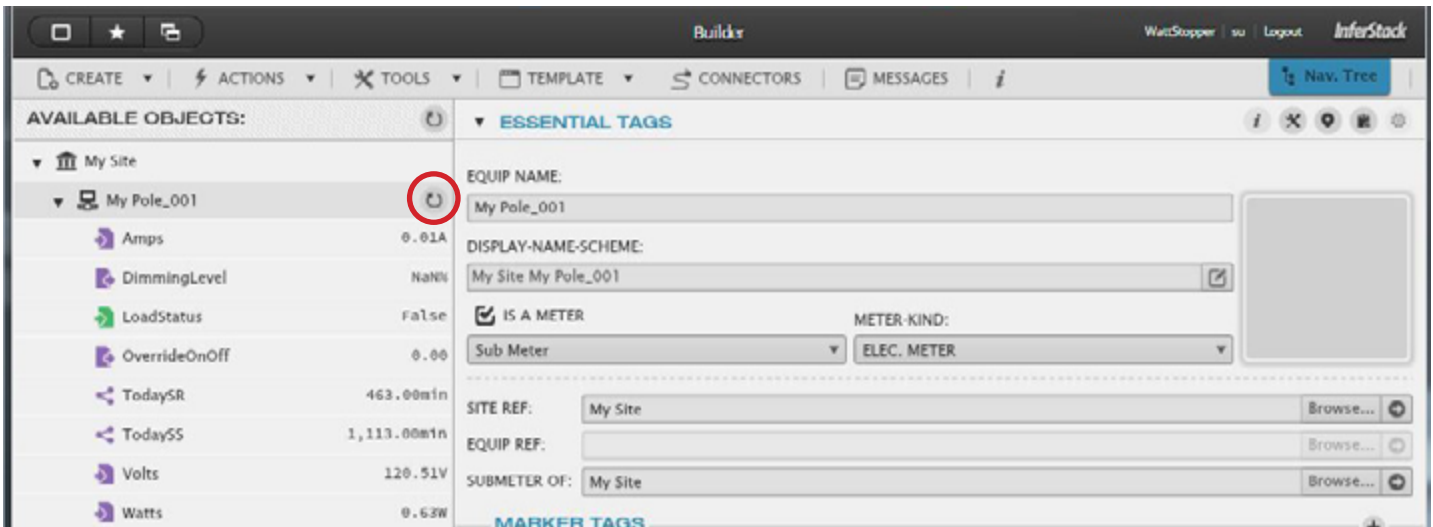 Builder
WattStopper su Logout InferStack
CREATE ACTIONS TOOLS TEMPLATE CONNECTORS MESSAGES i Nav. Tree
AVAILABLE OBJECTS:
My Site
My Pole_001
Amps 0.01A
DimmingLevel NaN%
LoadStatus False
OverrideOnOff 0.00
TodaySR 463.00min
TodaySS 1,113.00min
Volts 120.51V
Watts 0.63W
ESSENTIAL TAGS i
EQUIP NAME:
My Pole_001
DISPLAY-NAME-SCHEME:
My Site My Pole_001
IS A METER
METER-KIND:
Sub Meter ELEC. METER
SITE REF: My Site Browse...
EQUIP REF: Browse...
SUBMETER OF: My Site Browse...
MARKER TAGS